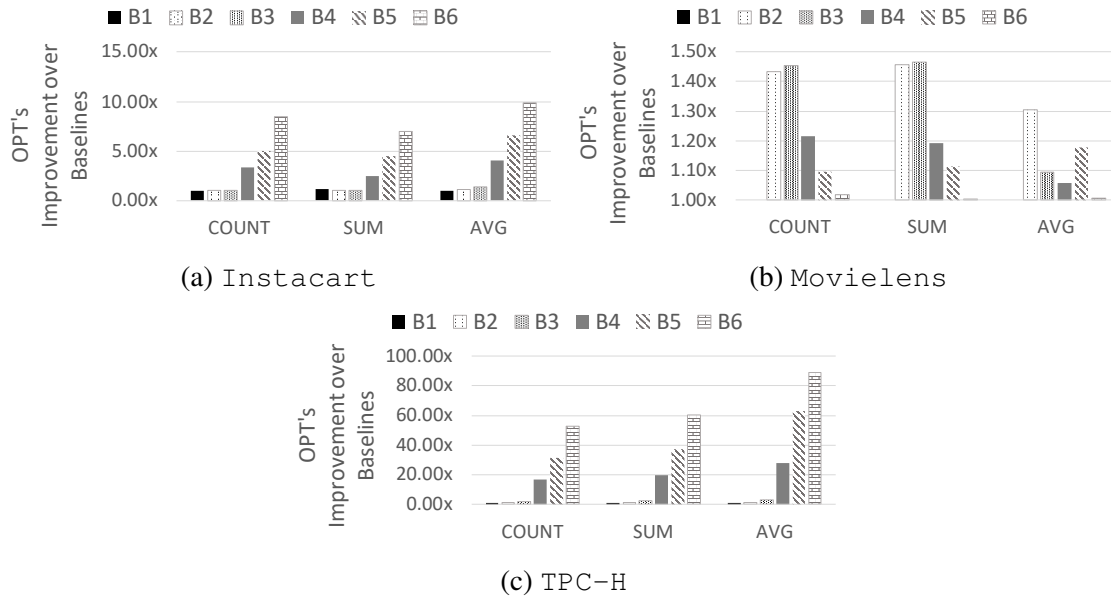 B1 B2 B3 B4 B5 B6
OPT's
Improvement over
Baselines
15.00x
10.00x
5.00x
0.00x
COUNT SUM AVG
(a) Instacart
B1 B2 B3 B4 B5 B6
OPT's
Improvement over
Baselines
1.50x
1.40x
1.30x
1.20x
1.10x
1.00x
COUNT SUM AVG
(b) Movielens
B1 B2 B3 B4 B5 B6
OPT's
Improvement over
Baselines
100.00x
80.00x
60.00x
40.00x
20.00x
0.00x
COUNT SUM AVG
(c) TPC-H